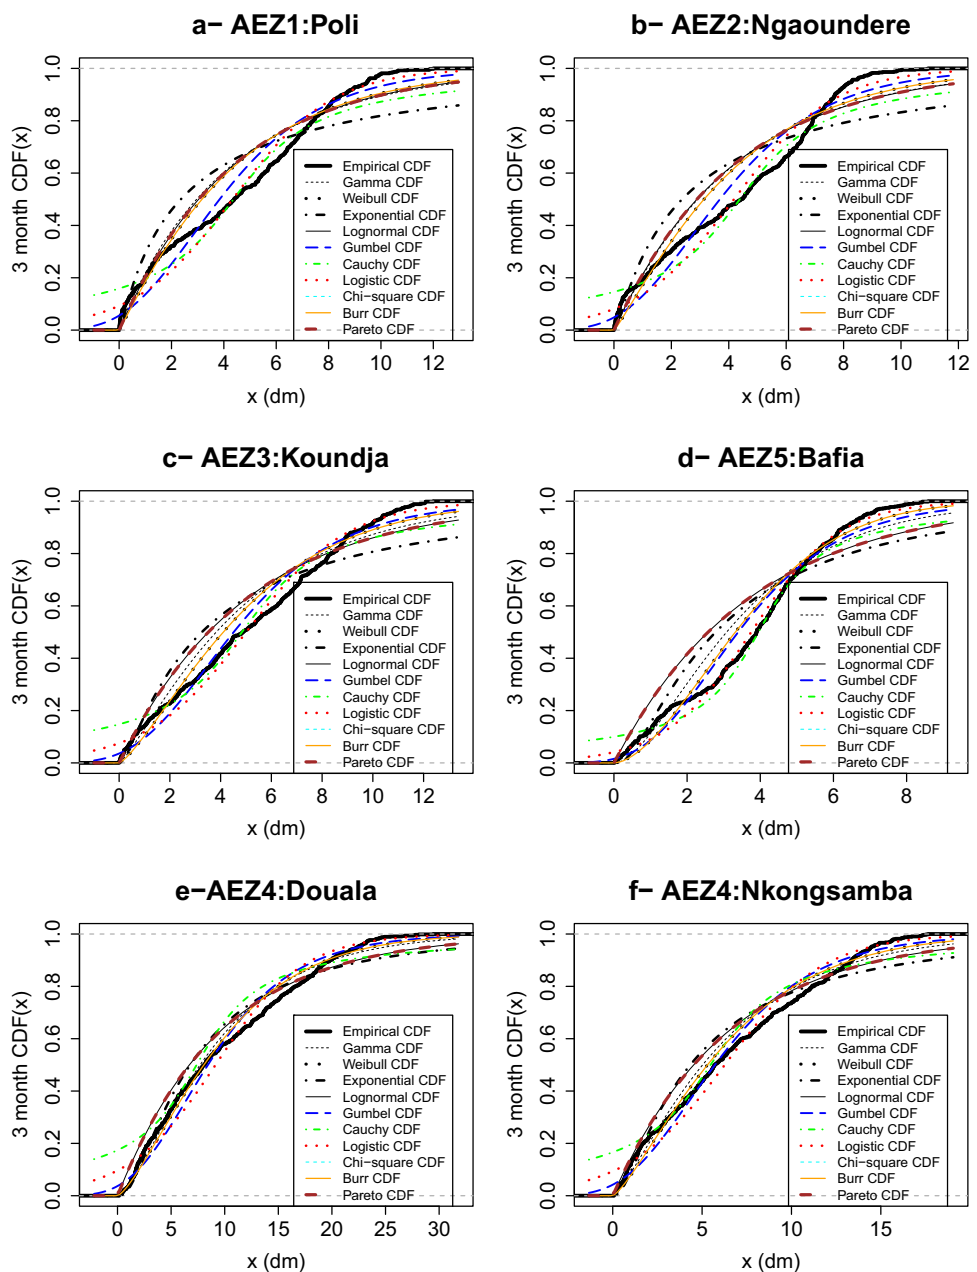 a− AEZ1:Poli
3 month CDF(x)
0.0 0.2 0.4 0.6 0.8 1.0
Empirical CDF
Gamma CDF
Weibull CDF
Exponential CDF
Lognormal CDF
Gumbel CDF
Cauchy CDF
Logistic CDF
Chi−square CDF
Burr CDF
Pareto CDF
0 2 4 6 8 10 12
x (dm)
b− AEZ2:Ngaoundere
3 month CDF(x)
0.0 0.2 0.4 0.6 0.8 1.0
Empirical CDF
Gamma CDF
Weibull CDF
Exponential CDF
Lognormal CDF
Gumbel CDF
Cauchy CDF
Logistic CDF
Chi−square CDF
Burr CDF
Pareto CDF
0 2 4 6 8 10 12
x (dm)
c− AEZ3:Koundja
3 month CDF(x)
0.0 0.2 0.4 0.6 0.8 1.0
Empirical CDF
Gamma CDF
Weibull CDF
Exponential CDF
Lognormal CDF
Gumbel CDF
Cauchy CDF
Logistic CDF
Chi−square CDF
Burr CDF
Pareto CDF
0 2 4 6 8 10 12
x (dm)
d− AEZ5:Bafia
3 month CDF(x)
0.0 0.2 0.4 0.6 0.8 1.0
Empirical CDF
Gamma CDF
Weibull CDF
Exponential CDF
Lognormal CDF
Gumbel CDF
Cauchy CDF
Logistic CDF
Chi−square CDF
Burr CDF
Pareto CDF
0 2 4 6 8
x (dm)
e−AEZ4:Douala
3 month CDF(x)
0.0 0.2 0.4 0.6 0.8 1.0
Empirical CDF
Gamma CDF
Weibull CDF
Exponential CDF
Lognormal CDF
Gumbel CDF
Cauchy CDF
Logistic CDF
Chi−square CDF
Burr CDF
Pareto CDF
0 5 10 15 20 25 30
x (dm)
f− AEZ4:Nkongsamba
3 month CDF(x)
0.0 0.2 0.4 0.6 0.8 1.0
Empirical CDF
Gamma CDF
Weibull CDF
Exponential CDF
Lognormal CDF
Gumbel CDF
Cauchy CDF
Logistic CDF
Chi−square CDF
Burr CDF
Pareto CDF
0 5 10 15
x (dm)